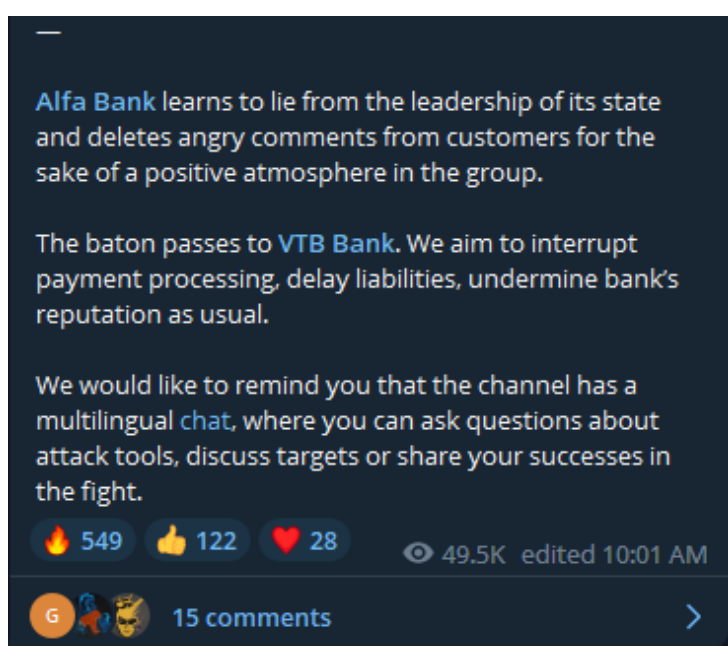 —
Alfa Bank learns to lie from the leadership of its state
and deletes angry comments from customers for the
sake of a positive atmosphere in the group.
The baton passes to VTB Bank. We aim to interrupt
payment processing, delay liabilities, undermine bank’s
reputation as usual.
We would like to remind you that the channel has a
multilingual chat, where you can ask questions about
attack tools, discuss targets or share your successes in
the fight.
🔥 549 👍 122 ❤️ 28 49.5K edited 10:01 AM
G 15 comments